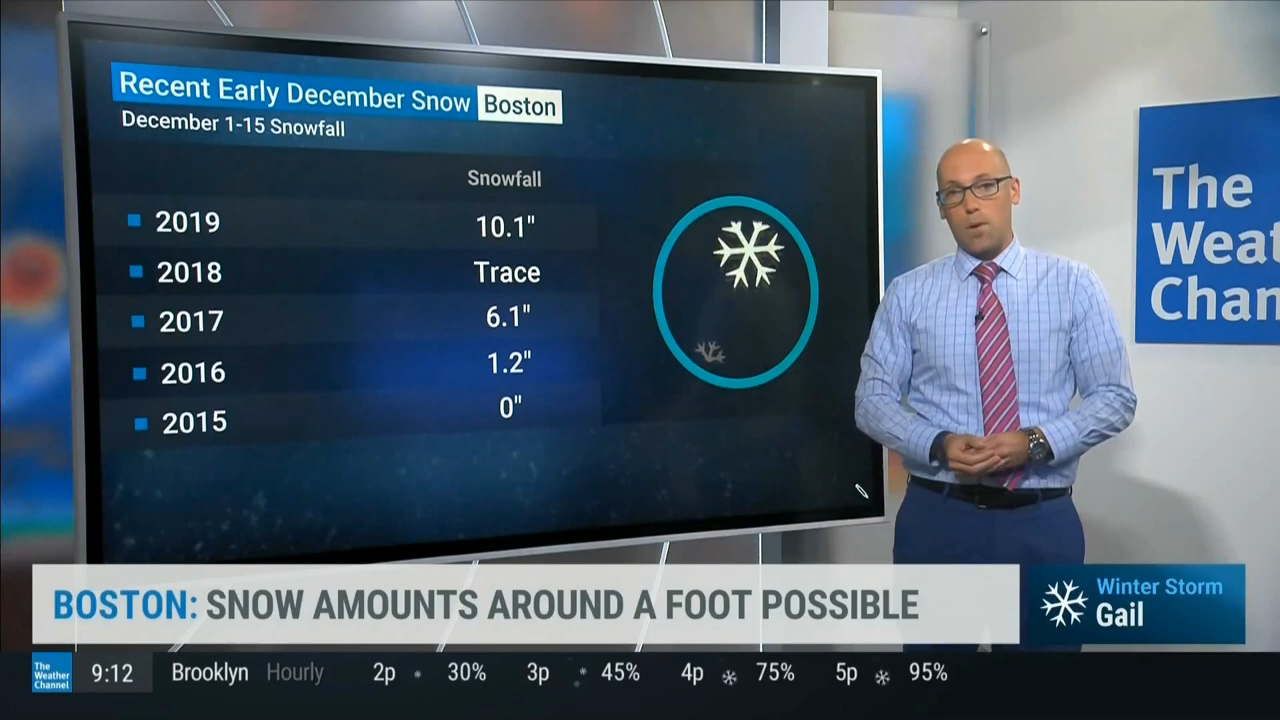 Recent Early December Snow Boston
December 1-15 Snowfall
Snowfall
2019 10.1"
2018 Trace
2017 6.1"
2016 1.2"
2015 0"
The
Weat
Chan
BOSTON: SNOW AMOUNTS AROUND A FOOT POSSIBLE
Winter Storm
Gail
The
Weather
Channel
9:12 Brooklyn Hourly 2p 30% 3p 45% 4p 75% 5p 95%